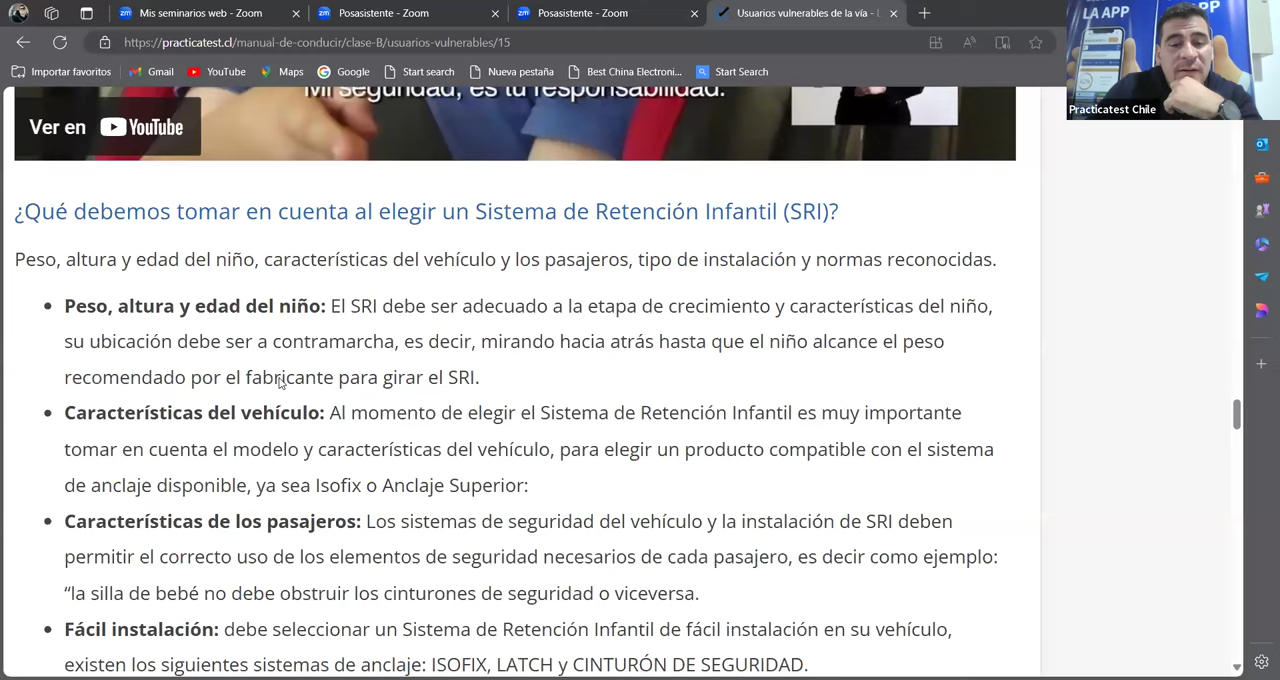 Mis seminarios web - Zoom
Posasistente - Zoom
Posasistente - Zoom
Usuarios vulnerables de la vía - L
https://practicatest.cl/manual-de-conducir/clase-B/usuarios-vulnerables/15
Importar favoritos
Gmail
YouTube
Maps
Google
Start search
Nueva pestaña
Best China Electroni...
Start Search
LA APP
APP
Practicatest Chile
Mi seguridad, es tu responsabilidad.
Ver en YouTube
¿Qué debemos tomar en cuenta al elegir un Sistema de Retención Infantil (SRI)?
Peso, altura y edad del niño, características del vehículo y los pasajeros, tipo de instalación y normas reconocidas.
• Peso, altura y edad del niño: El SRI debe ser adecuado a la etapa de crecimiento y características del niño,
su ubicación debe ser a contramarcha, es decir, mirando hacia atrás hasta que el niño alcance el peso
recomendado por el fabricante para girar el SRI.
• Características del vehículo: Al momento de elegir el Sistema de Retención Infantil es muy importante
tomar en cuenta el modelo y características del vehículo, para elegir un producto compatible con el sistema
de anclaje disponible, ya sea Isofix o Anclaje Superior:
• Características de los pasajeros: Los sistemas de seguridad del vehículo y la instalación de SRI deben
permitir el correcto uso de los elementos de seguridad necesarios de cada pasajero, es decir como ejemplo:
“la silla de bebé no debe obstruir los cinturones de seguridad o viceversa.
• Fácil instalación: debe seleccionar un Sistema de Retención Infantil de fácil instalación en su vehículo,
existen los siguientes sistemas de anclaje: ISOFIX, LATCH y CINTURÓN DE SEGURIDAD.